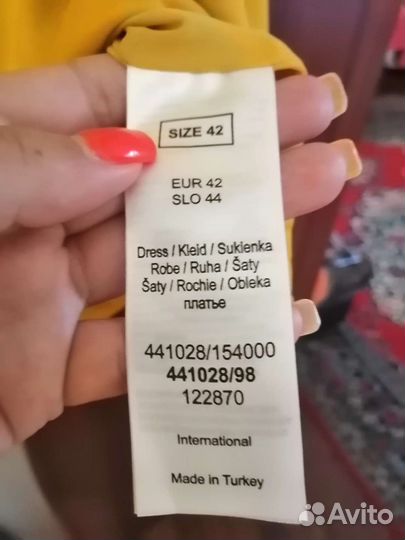 SIZE 42
EUR 42
SLO 44
Dress / Kleid / Sukienka
Robe / Ruha / Šaty
Šaty / Rochie / Obleka
платье
441028/154000
441028/98
122870
International
Made in Turkey
Avito